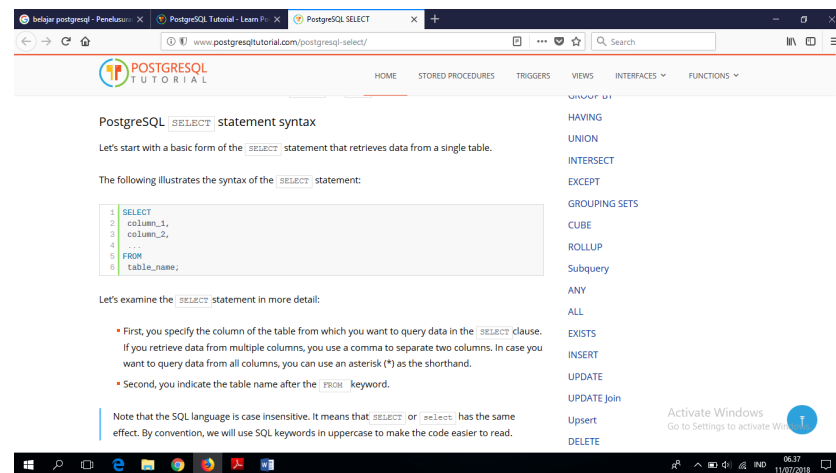 belajar postgresql - Penelusura
PostgreSQL Tutorial - Learn Po
PostgreSQL SELECT
www.postgresqltutorial.com/postgresql-select/
Search
POSTGRESQL
TUTORIAL
HOME STORED PROCEDURES TRIGGERS VIEWS INTERFACES FUNCTIONS
PostgreSQL SELECT statement syntax
Let's start with a basic form of the SELECT statement that retrieves data from a single table.
The following illustrates the syntax of the SELECT statement:
1 SELECT
2 column_1,
3 column_2,
4 ...
5 FROM
6 table_name;
Let's examine the SELECT statement in more detail:
First, you specify the column of the table from which you want to query data in the SELECT clause.
If you retrieve data from multiple columns, you use a comma to separate two columns. In case you
want to query data from all columns, you can use an asterisk (*) as the shorthand.
Second, you indicate the table name after the FROM keyword.
Note that the SQL language is case insensitive. It means that SELECT or select has the same
effect. By convention, we will use SQL keywords in uppercase to make the code easier to read.
GROUP BY
HAVING
UNION
INTERSECT
EXCEPT
GROUPING SETS
CUBE
ROLLUP
Subquery
ANY
ALL
EXISTS
INSERT
UPDATE
UPDATE Join
Upsert
DELETE
Activate Windows
Go to Settings to activate Windows.
IND
06.37
11/07/2018